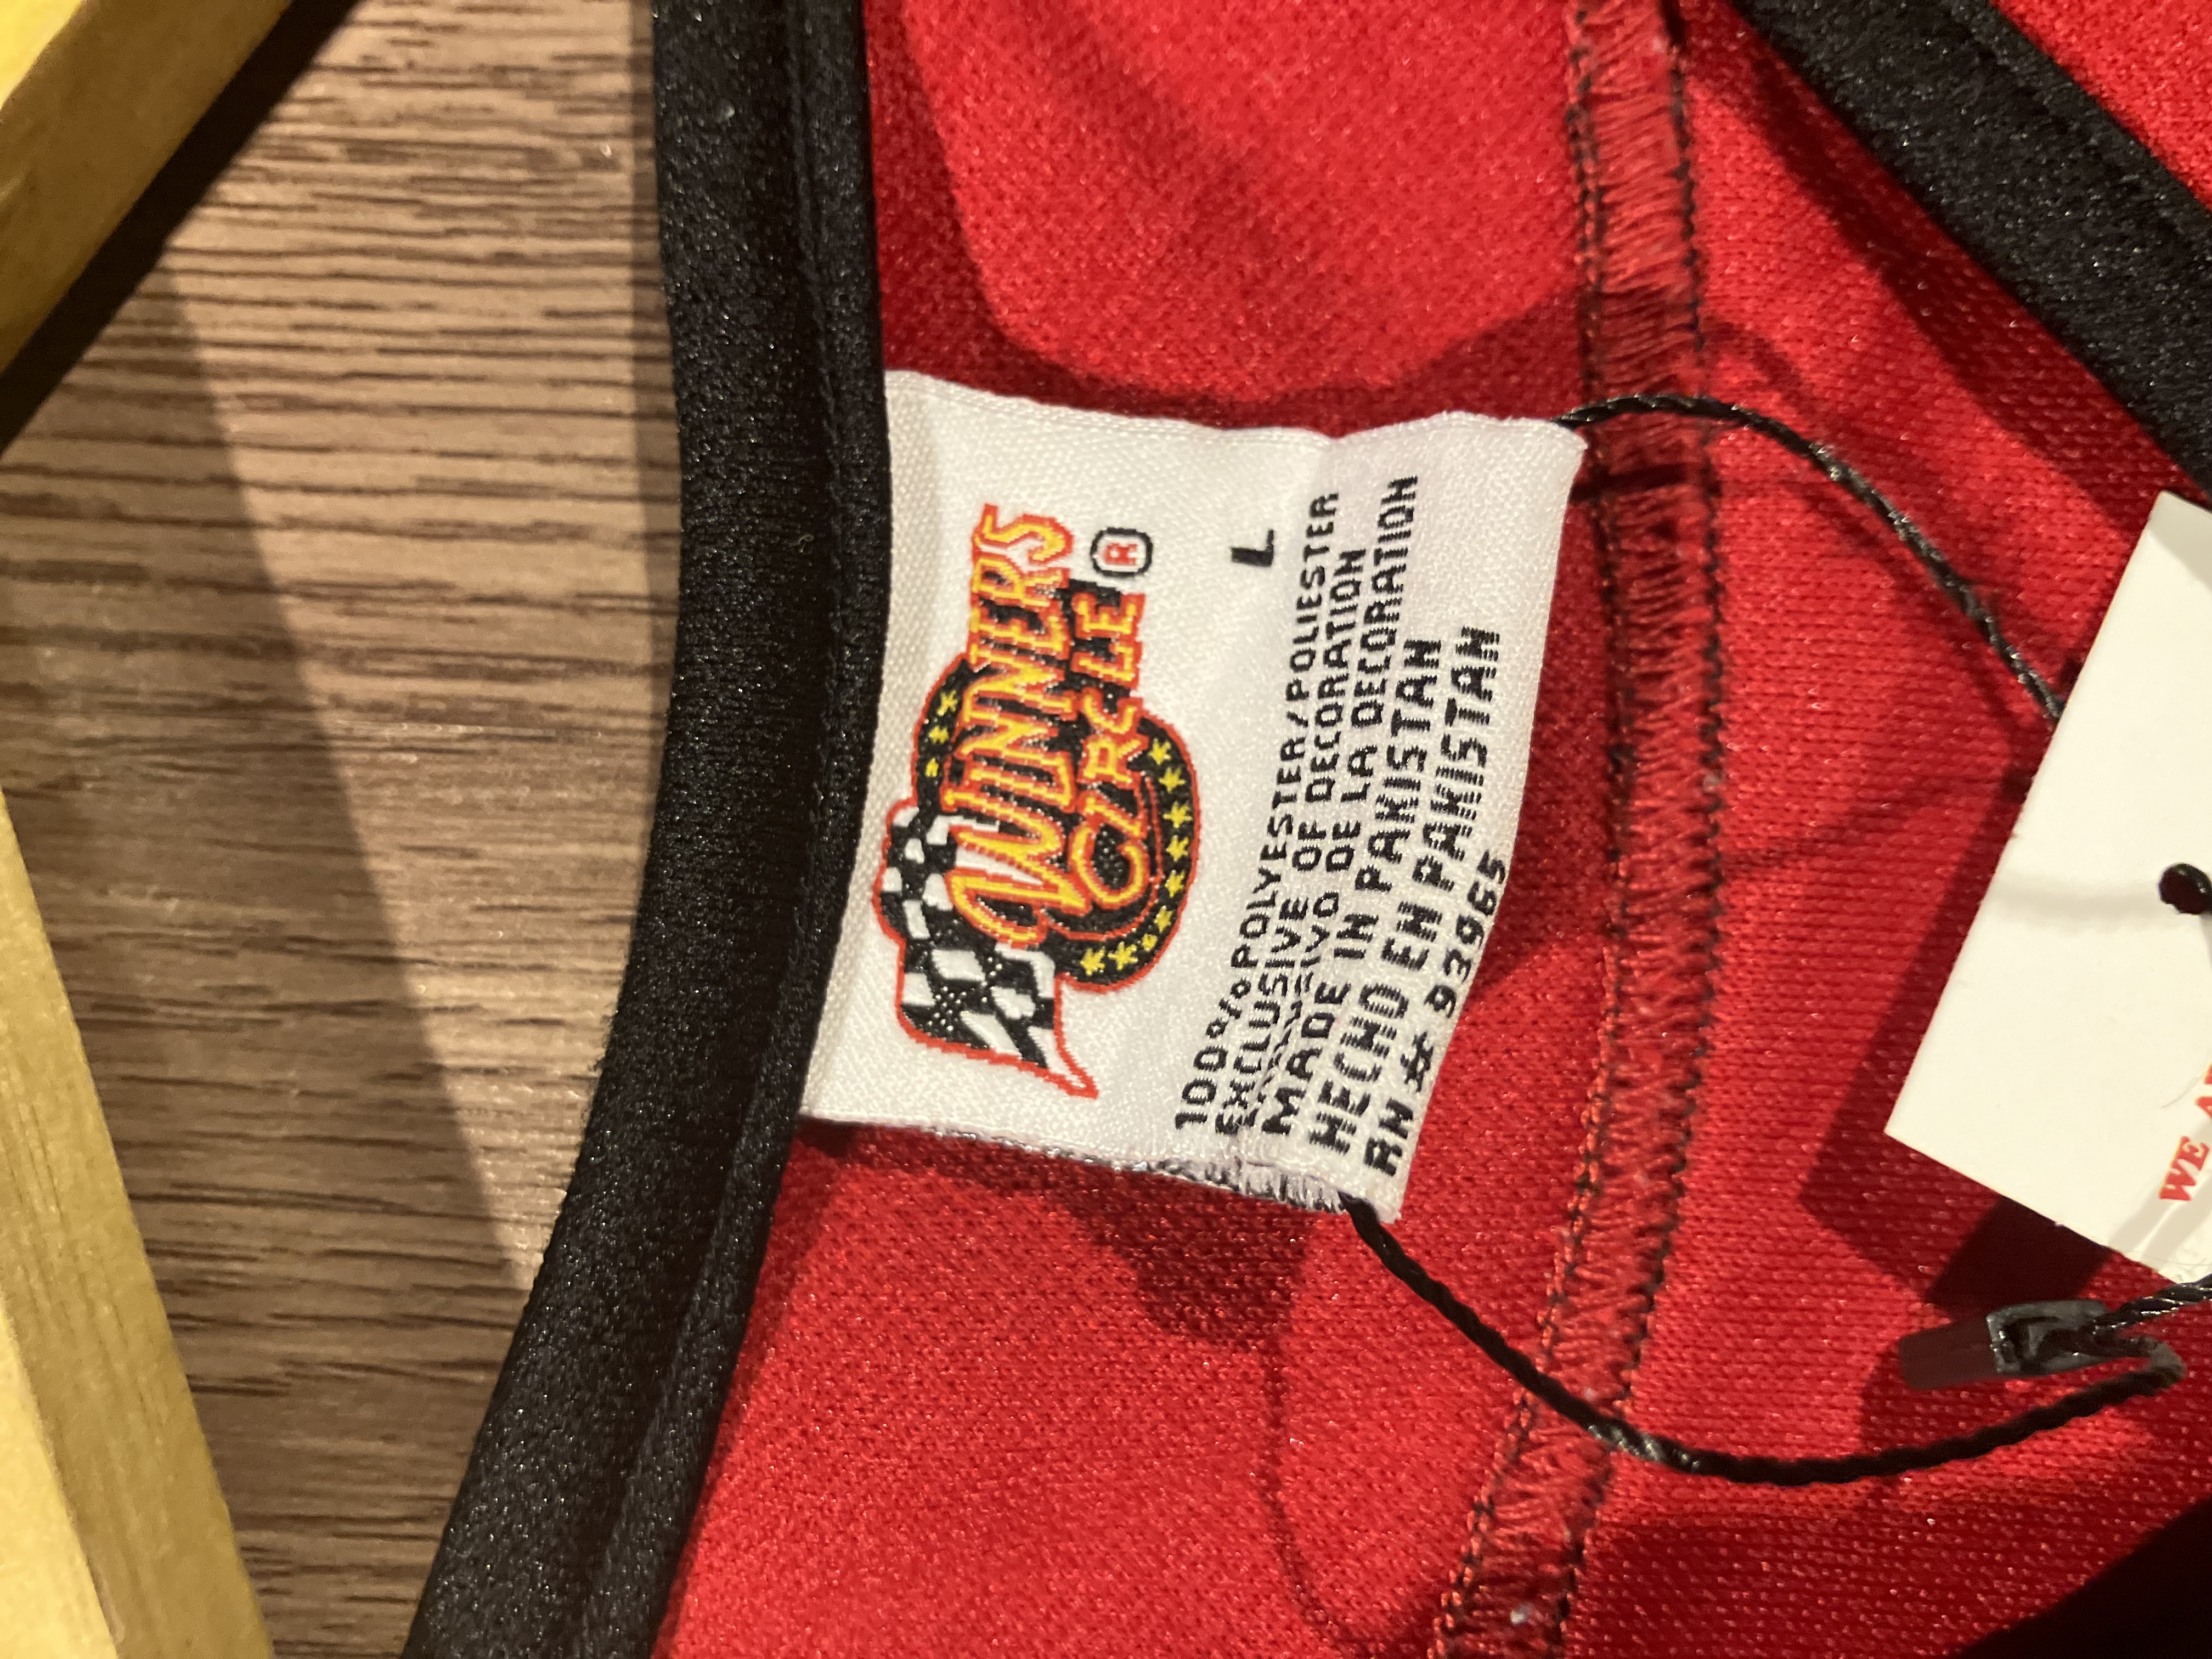 WINNERS
CIRCLE ®
L
100% POLYESTER/POLIESTER
EXCLUSIVE OF DECORATION
EXCLUSIVO DE LA DECORATION
MADE IN PAKISTAN
HECHO EN PAKISTAN
RN # 93965
WE